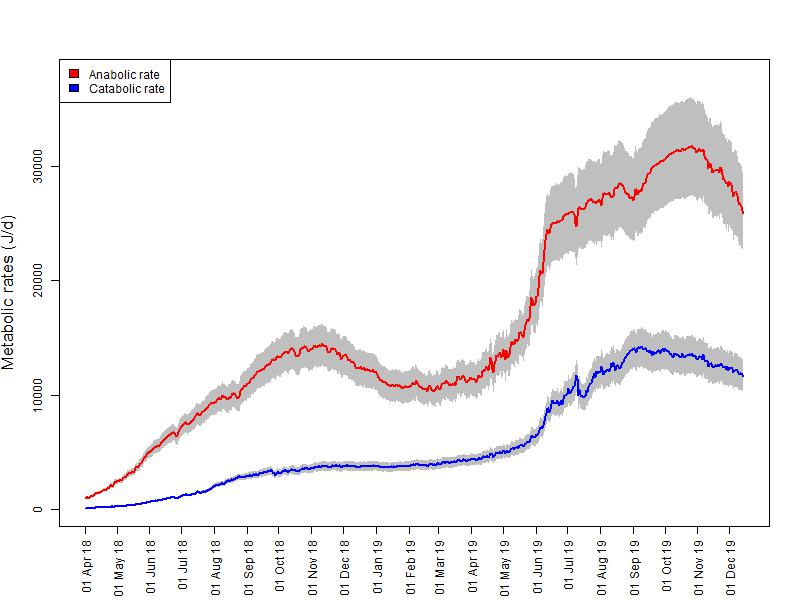 Anabolic rate
Catabolic rate
Metabolic rates (J/d)
30000
20000
10000
0
01 Apr 18
01 May 18
01 Jun 18
01 Jul 18
01 Aug 18
01 Sep 18
01 Oct 18
01 Nov 18
01 Dec 18
01 Jan 19
01 Feb 19
01 Mar 19
01 Apr 19
01 May 19
01 Jun 19
01 Jul 19
01 Aug 19
01 Sep 19
01 Oct 19
01 Nov 19
01 Dec 19